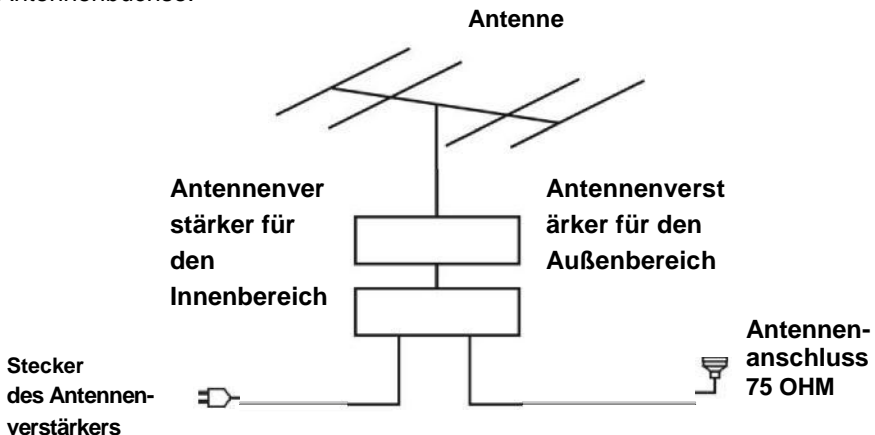 Antenne
Antennenver
stärker für
den
Innenbereich
Antennenverst
ärker für den
Außenbereich
Antennen-
anschluss
75 OHM
Stecker
des Antennen-
verstärkers